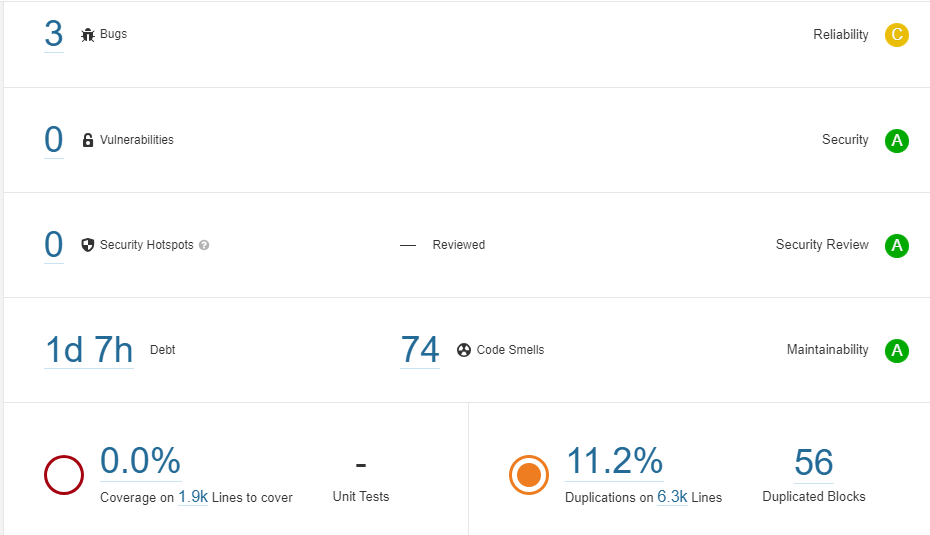 3 Bugs Reliability C
0 Vulnerabilities Security A
0 Security Hotspots ? — Reviewed Security Review A
1d 7h Debt 74 Code Smells Maintainability A
0.0% - 11.2% 56
Coverage on 1.9k Lines to cover Unit Tests Duplications on 6.3k Lines Duplicated Blocks